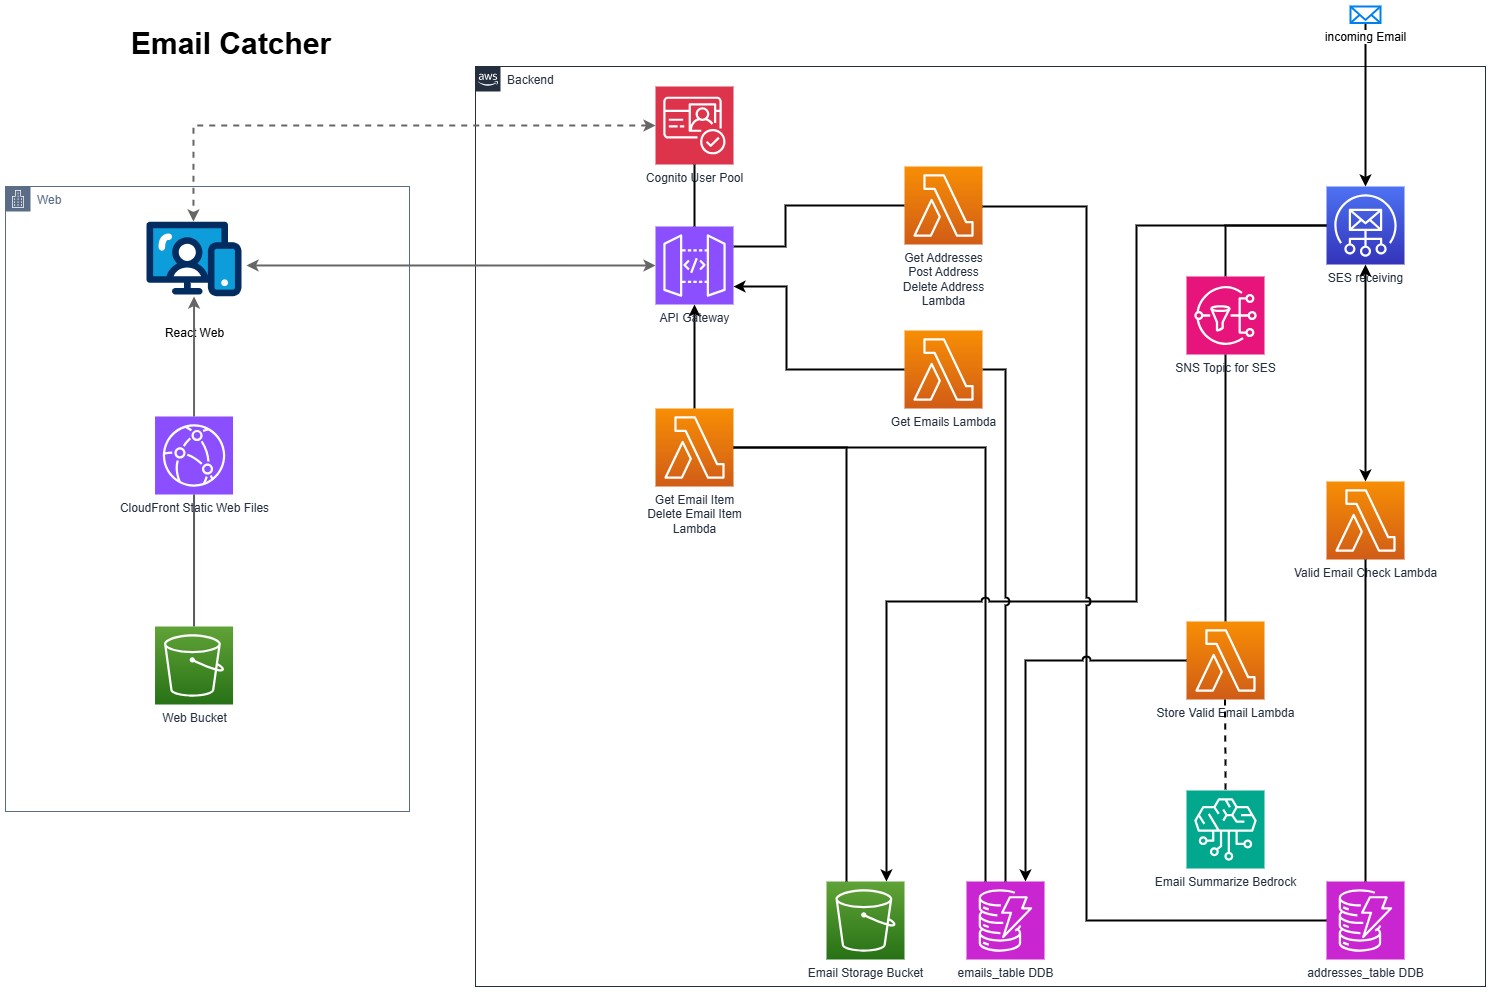 Email Catcher
incoming Email
aws
Backend
Cognito User Pool
Web
Get Addresses
Post Address
Delete Address
Lambda
SES receiving
API Gateway
React Web
SNS Topic for SES
Get Emails Lambda
Get Email Item
Delete Email Item
Lambda
CloudFront Static Web Files
Valid Email Check Lambda
Web Bucket
Store Valid Email Lambda
Email Summarize Bedrock
Email Storage Bucket
emails_table DDB
addresses_table DDB